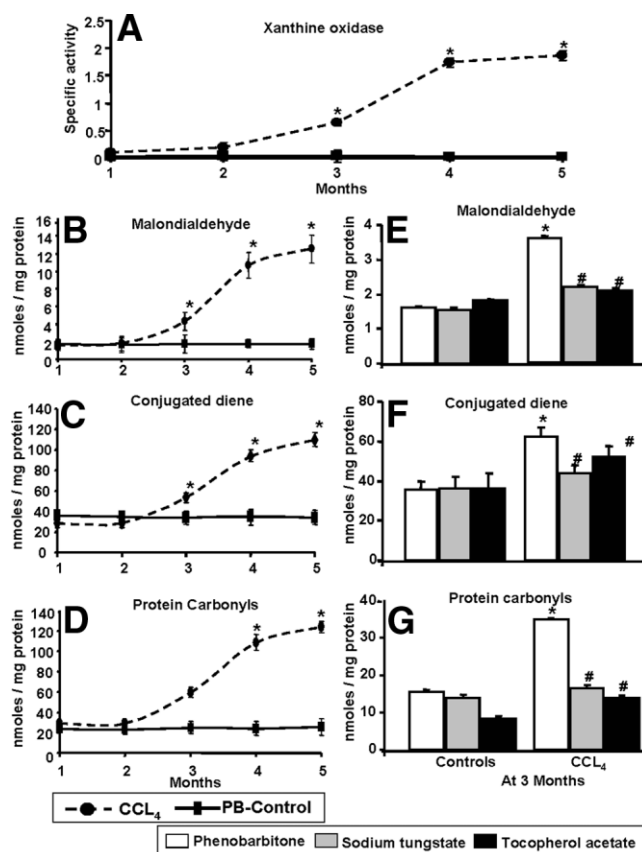 A
Xanthine oxidase
Specific activity
2.5
2
1.5
1
0.5
0
*
*
*
1 2 3 4 5
Months
B
Malondialdehyde
nmoles / mg protein
16
14
12
10
8
6
4
2
0
*
*
*
1 2 3 4 5
E
Malondialdehyde
nmoles / mg protein
4
3
2
1
0
*
#
#
C
Conjugated diene
nmoles / mg protein
140
120
100
80
60
40
20
0
*
*
*
1 2 3 4 5
F
Conjugated diene
nmoles / mg protein
80
60
40
20
0
*
#
#
D
Protein Carbonyls
nmoles / mg protein
140
120
100
80
60
40
20
0
*
*
1 2 3 4 5
Months
G
Protein carbonyls
nmoles / mg protein
40
30
20
10
0
*
#
#
Controls CCL4
At 3 Months
CCL4 PB-Control
Phenobarbitone Sodium tungstate Tocopherol acetate